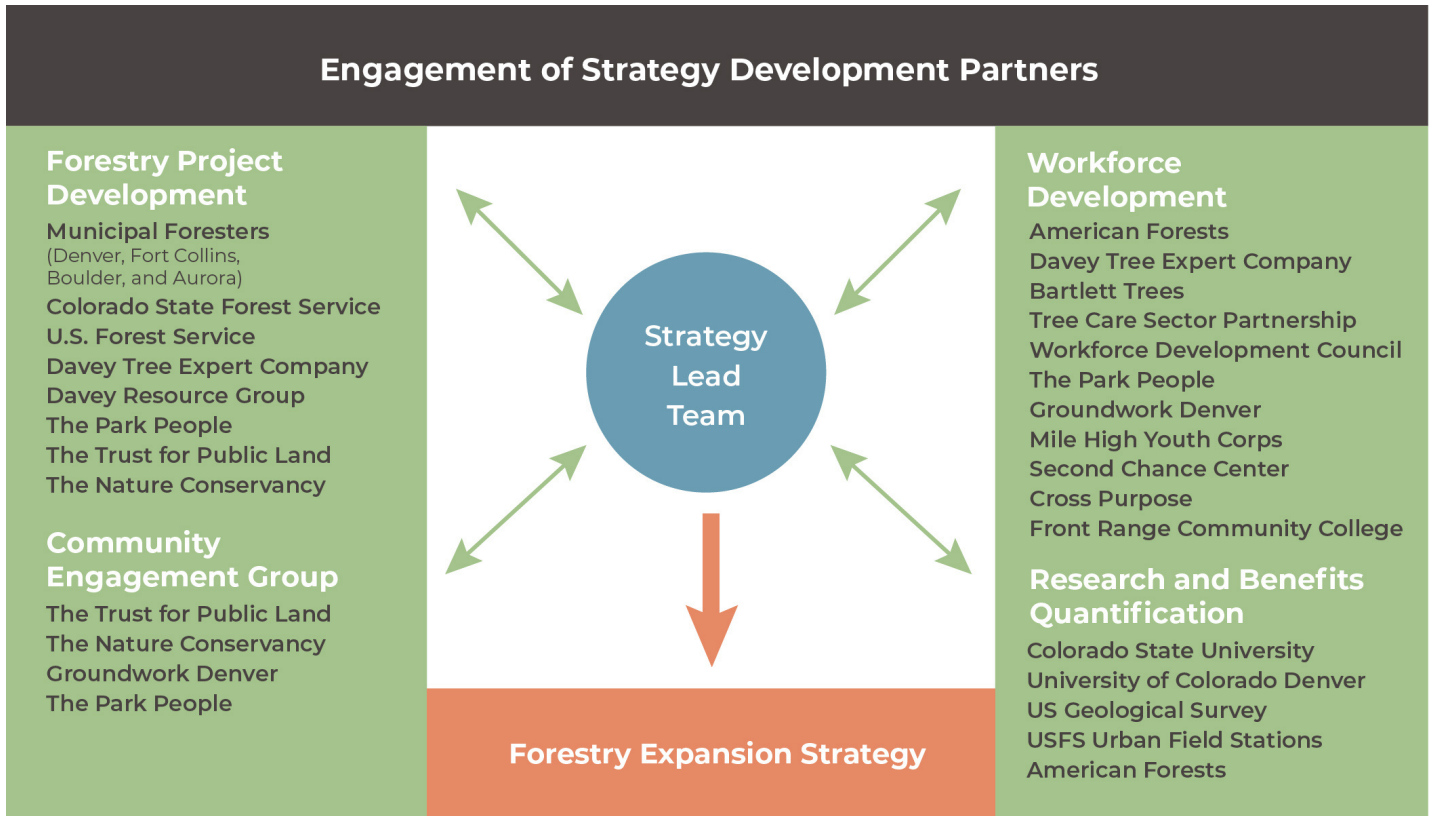 Engagement of Strategy Development Partners
Forestry Project
Development
Municipal Foresters
(Denver, Fort Collins,
Boulder, and Aurora)
Colorado State Forest Service
U.S. Forest Service
Davey Tree Expert Company
Davey Resource Group
The Park People
The Trust for Public Land
The Nature Conservancy
Community
Engagement Group
The Trust for Public Land
The Nature Conservancy
Groundwork Denver
The Park People
Strategy
Lead
Team
Forestry Expansion Strategy
Workforce
Development
American Forests
Davey Tree Expert Company
Bartlett Trees
Tree Care Sector Partnership
Workforce Development Council
The Park People
Groundwork Denver
Mile High Youth Corps
Second Chance Center
Cross Purpose
Front Range Community College
Research and Benefits
Quantification
Colorado State University
University of Colorado Denver
US Geological Survey
USFS Urban Field Stations
American Forests